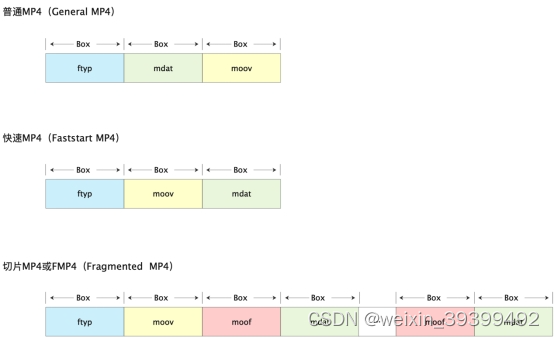 普通MP4（General MP4）
Box Box Box
ftyp mdat moov
快速MP4（Faststart MP4）
Box Box Box
ftyp moov mdat
切片MP4或FMP4（Fragmented MP4）
Box Box Box Box Box Box
ftyp moov moof mdat ... moof mdat
CSDN @weixin_39399492